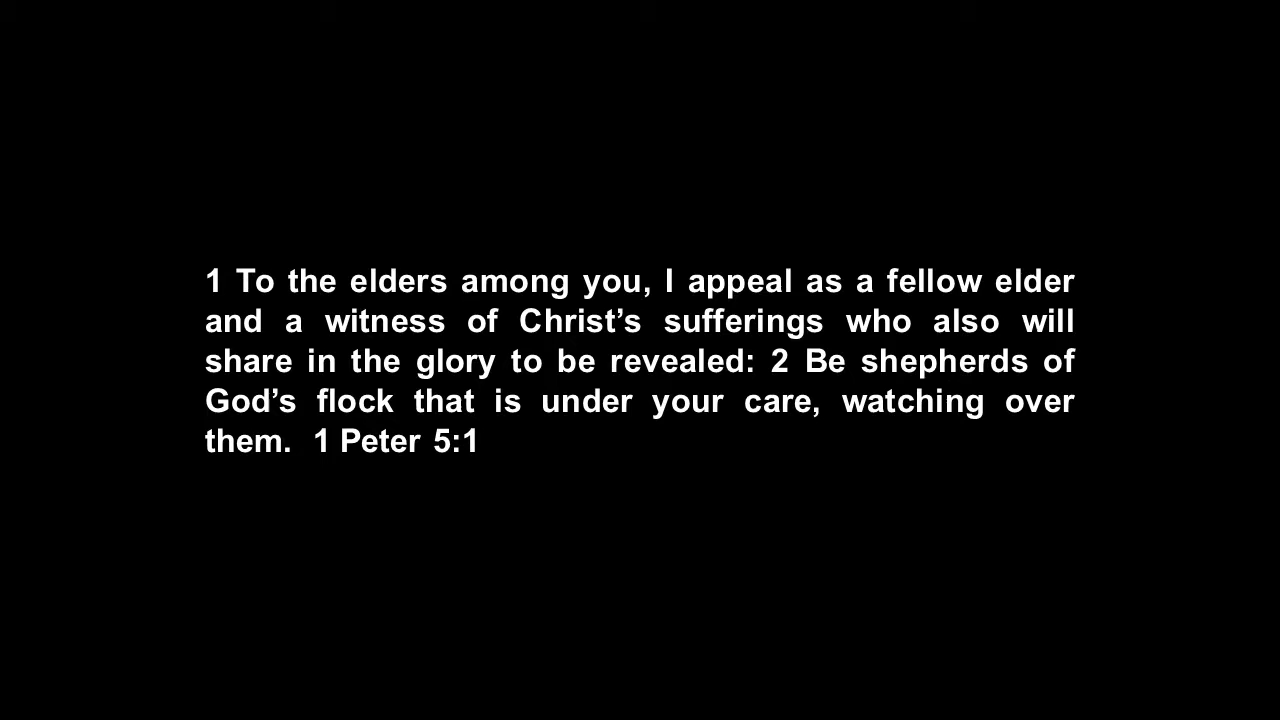 1 To the elders among you, I appeal as a fellow elder
and a witness of Christ’s sufferings who also will
share in the glory to be revealed: 2 Be shepherds of
God’s flock that is under your care, watching over
them.  1 Peter 5:1